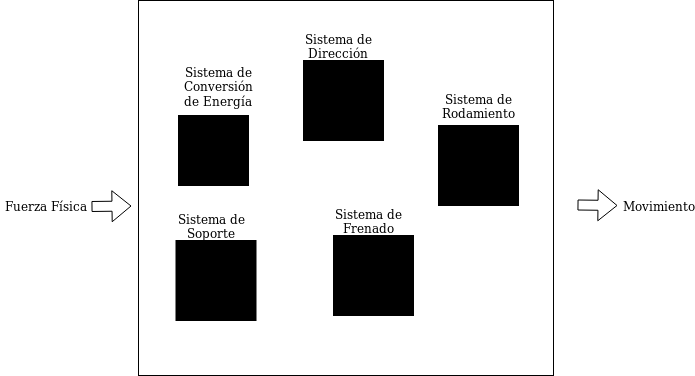 Sistema de
Dirección
Sistema de
Conversión
de Energía
Sistema de
Rodamiento
Fuerza Física
Movimiento
Sistema de
Soporte
Sistema de
Frenado